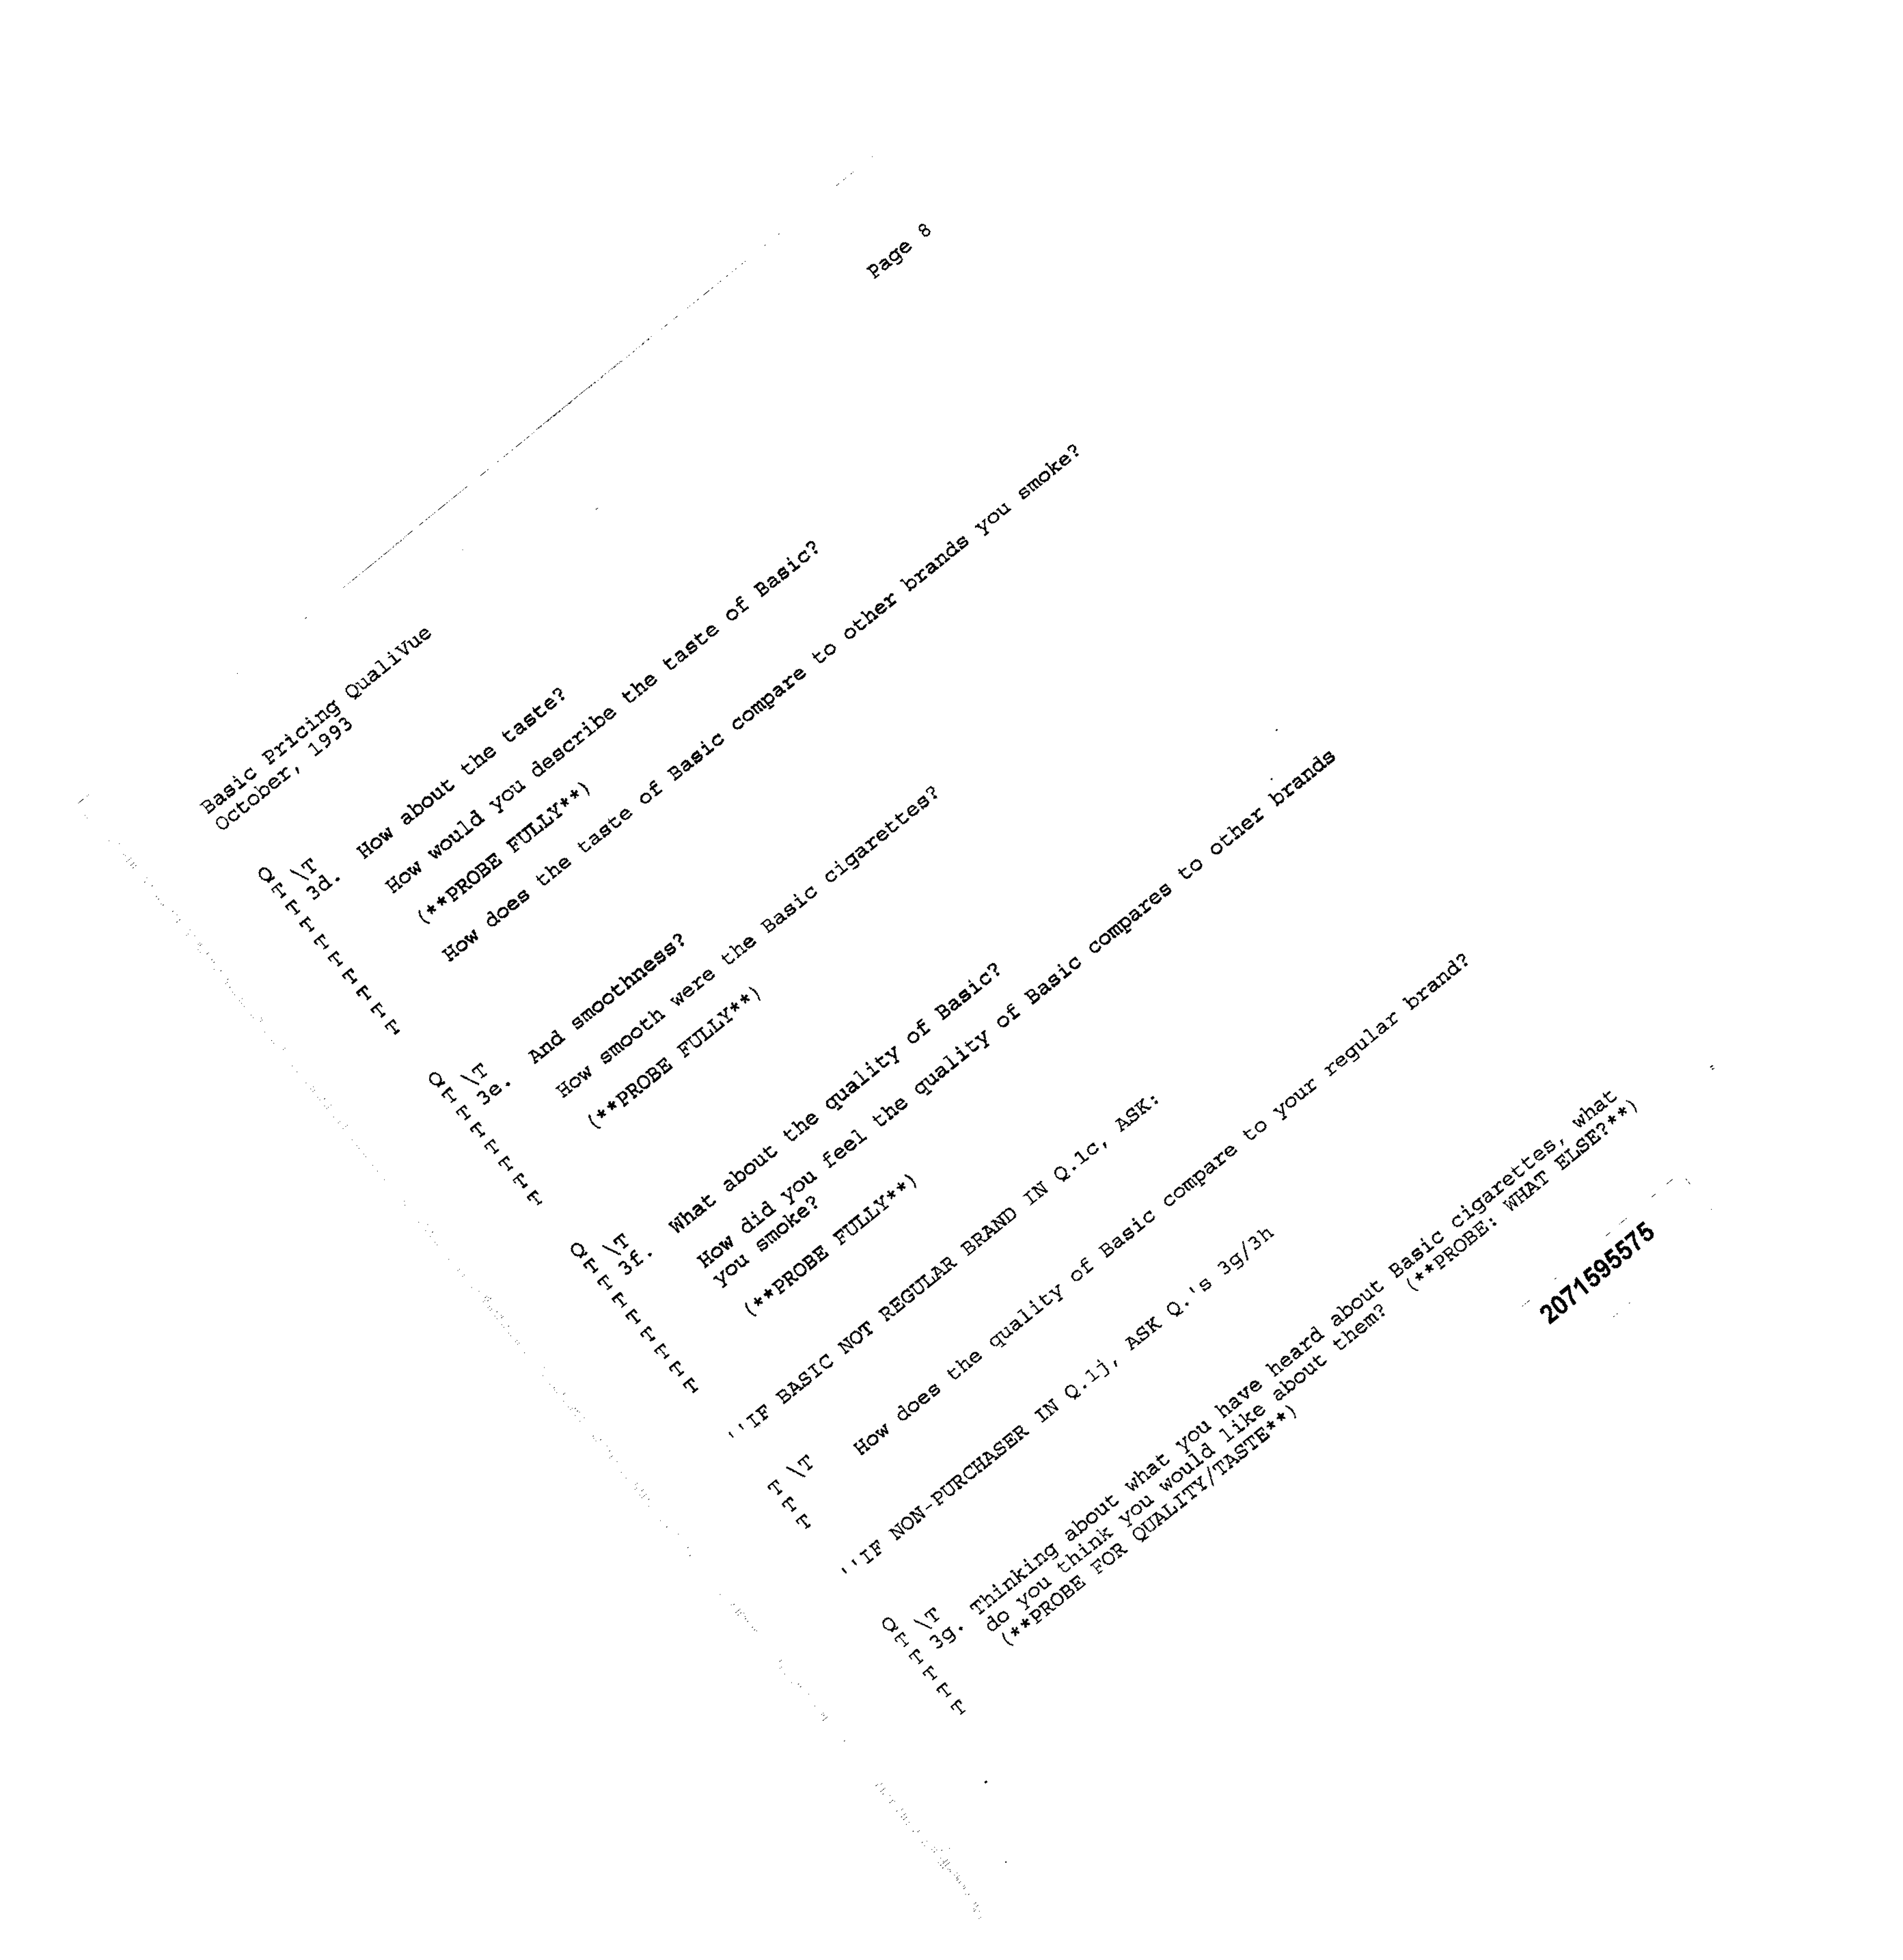 Page 8
Basic Pricing QualiVue
October, 1993
Q
T \T
T 3d. How about the taste?
T
T How would you describe the taste of Basic?
T
T (**PROBE FULLY**)
T
T How does the taste of Basic compare to other brands you smoke?
T
Q
T \T
T 3e. And smoothness?
T
T How smooth were the Basic cigarettes?
T
T (**PROBE FULLY**)
T
Q
T \T
T 3f. What about the quality of Basic?
T
T How did you feel the quality of Basic compares to other brands
T you smoke?
T
T (**PROBE FULLY**)
T
''IF BASIC NOT REGULAR BRAND IN Q.1c, ASK:
T \T
T How does the quality of Basic compare to your regular brand?
T
''IF NON-PURCHASER IN Q.1j, ASK Q.'s 3g/3h
Q
T \T
T 3g. Thinking about what you have heard about Basic cigarettes, what
T do you think you would like about them? (**PROBE: WHAT ELSE?**)
T (**PROBE FOR QUALITY/TASTE**)
T
2071595575